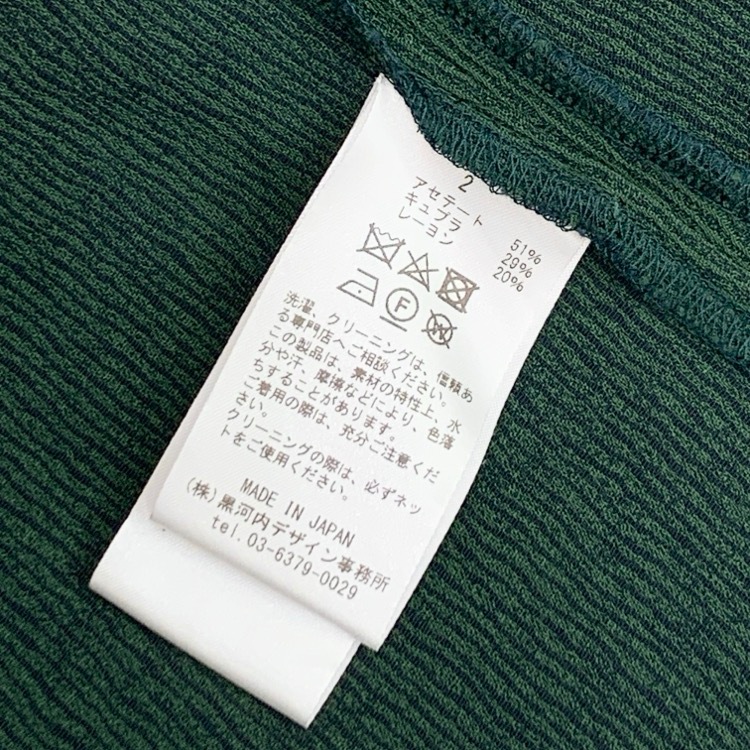 2
アセテート 51%
キュプラ 29%
レーヨン 20%
F
W
洗濯、クリーニングは、信頼あ
る専門店へご相談ください。
この製品は、素材の特性上、水
分や汗、摩擦などにより、色落
ちすることがあります。
ご着用の際は、充分ご注意くだ
さい。
クリーニングの際は、必ずネッ
トをご使用ください。
MADE IN JAPAN
(株)黒河内デザイン事務所
tel. 03-6379-0029